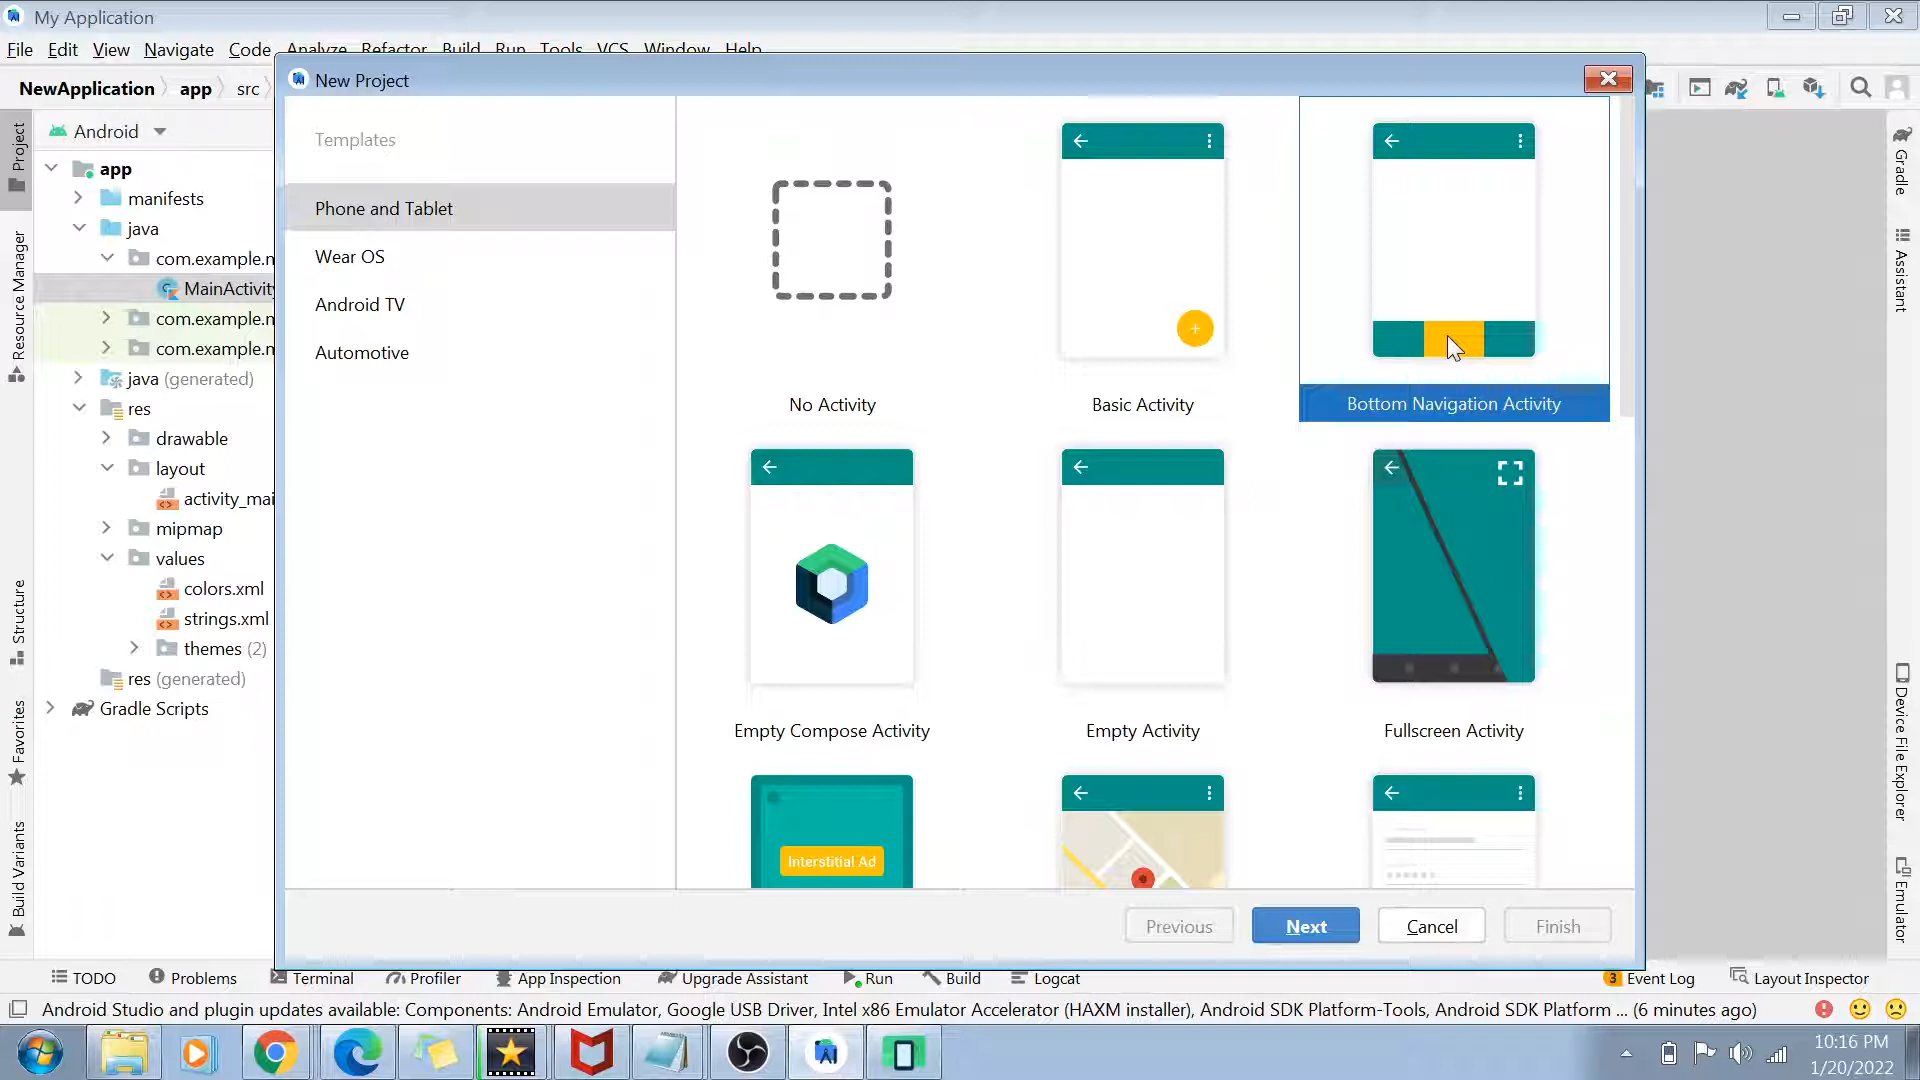 My Application
File Edit View Navigate Code Analyze Refactor Build Run Tools VCS Window Help
NewApplication app src
New Project
Project
Resource Manager
Structure
Favorites
Build Variants
Android
app
manifests
java
com.example.n
MainActivity
com.example.n
com.example.n
java (generated)
res
drawable
layout
activity_mai
mipmap
values
colors.xml
strings.xml
themes (2)
res (generated)
Gradle Scripts
Templates
Phone and Tablet
Wear OS
Android TV
Automotive
No Activity
Basic Activity
Bottom Navigation Activity
Empty Compose Activity
Empty Activity
Fullscreen Activity
Interstitial Ad
Previous Next Cancel Finish
Gradle
Assistant
Device File Explorer
Emulator
TODO Problems Terminal Profiler App Inspection Upgrade Assistant Run Build Logcat 3 Event Log Layout Inspector
Android Studio and plugin updates available: Components: Android Emulator, Google USB Driver, Intel x86 Emulator Accelerator (HAXM installer), Android SDK Platform-Tools, Android SDK Platform ... (6 minutes ago)
10:16 PM
1/20/2022